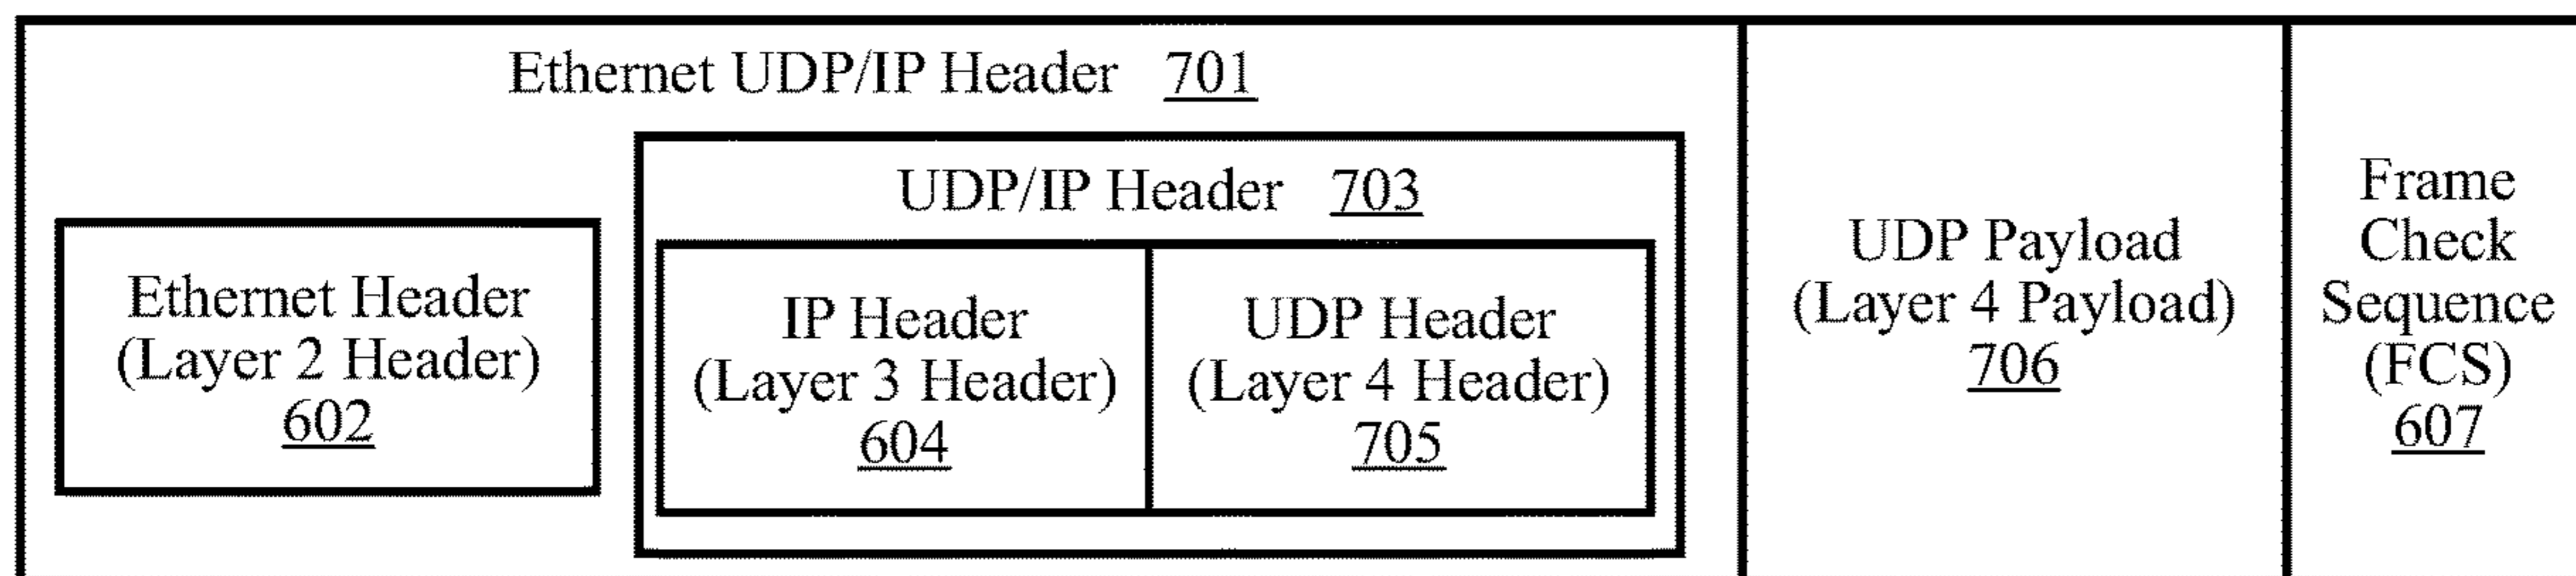 Ethernet UDP/IP Header 701
UDP/IP Header 703
Ethernet Header
(Layer 2 Header)
602
IP Header
(Layer 3 Header)
604
UDP Header
(Layer 4 Header)
705
UDP Payload
(Layer 4 Payload)
706
Frame
Check
Sequence
(FCS)
607